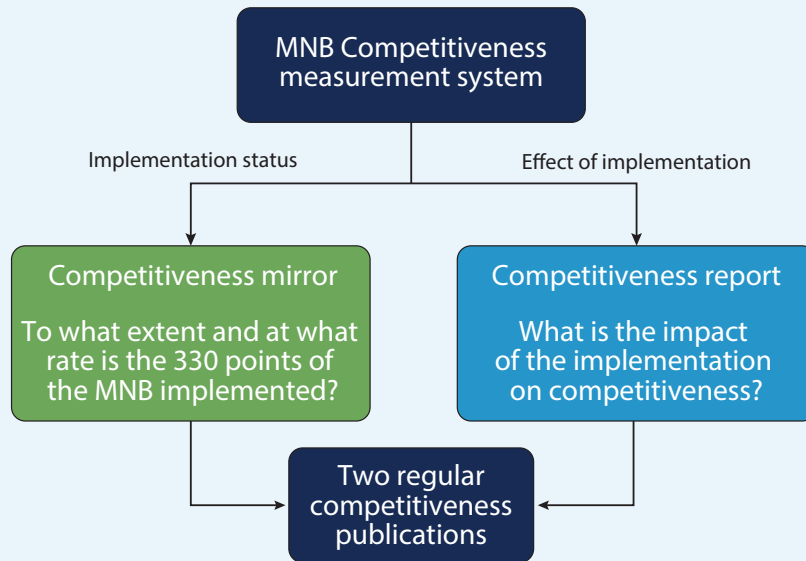 MNB Competitiveness
measurement system
Implementation status
Effect of implementation
Competitiveness mirror
To what extent and at what
rate is the 330 points of
the MNB implemented?
Competitiveness report
What is the impact
of the implementation
on competitiveness?
Two regular
competitiveness
publications